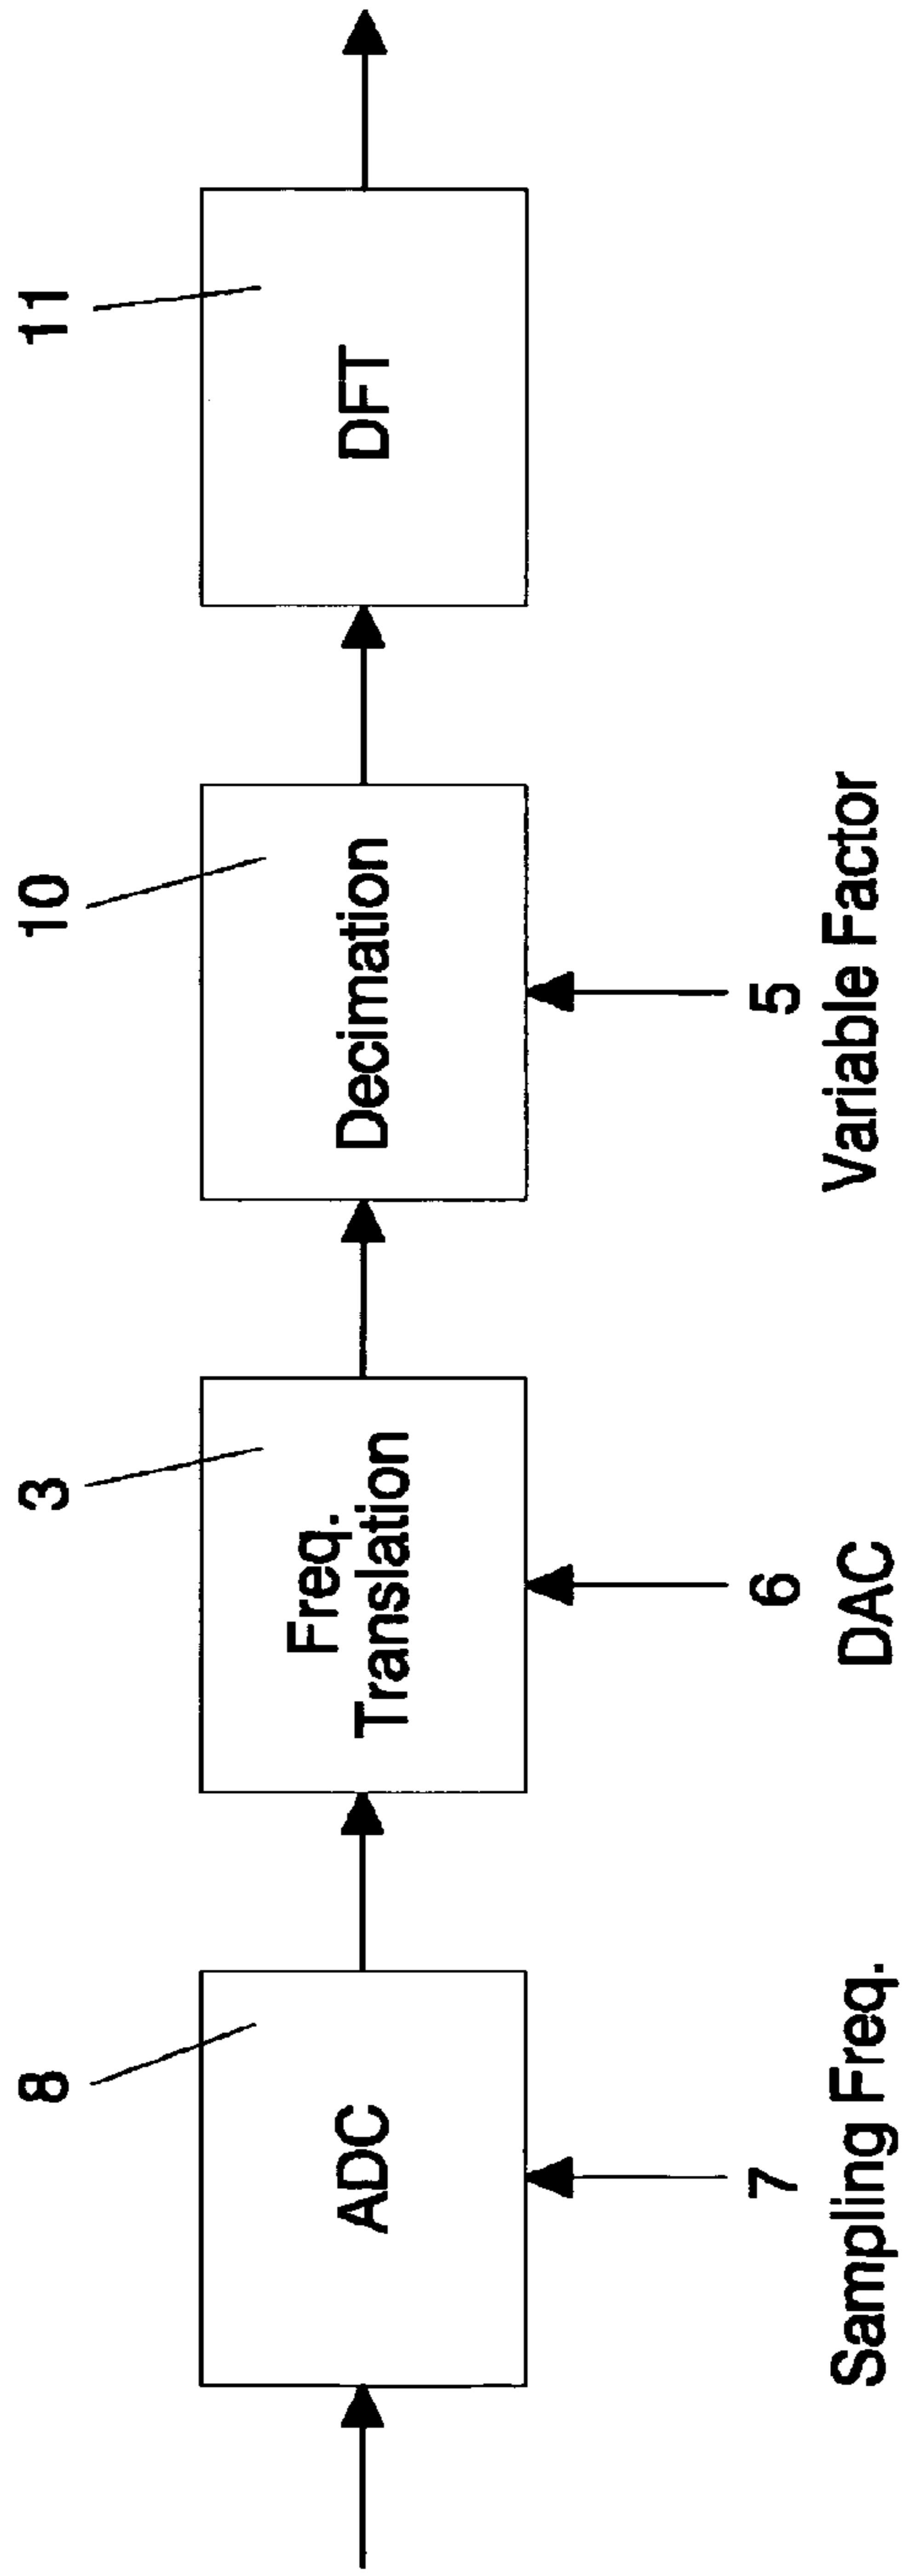 8
ADC
7
Sampling Freq.
3
Freq.
Translation
6
DAC
10
Decimation
5
Variable Factor
11
DFT